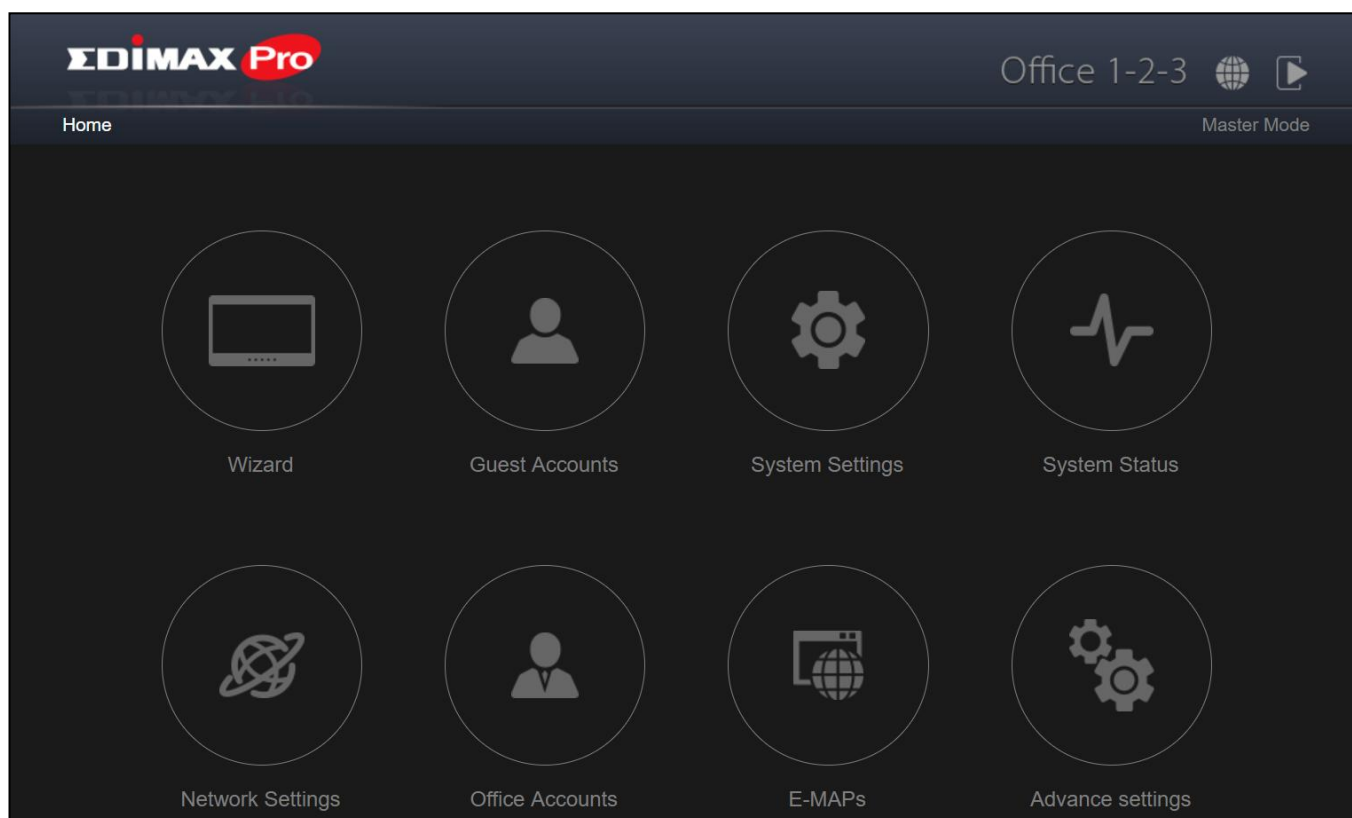 EDIMAX Pro
Office 1-2-3
Home
Master Mode
Wizard
Guest Accounts
System Settings
System Status
Network Settings
Office Accounts
E-MAPs
Advance settings